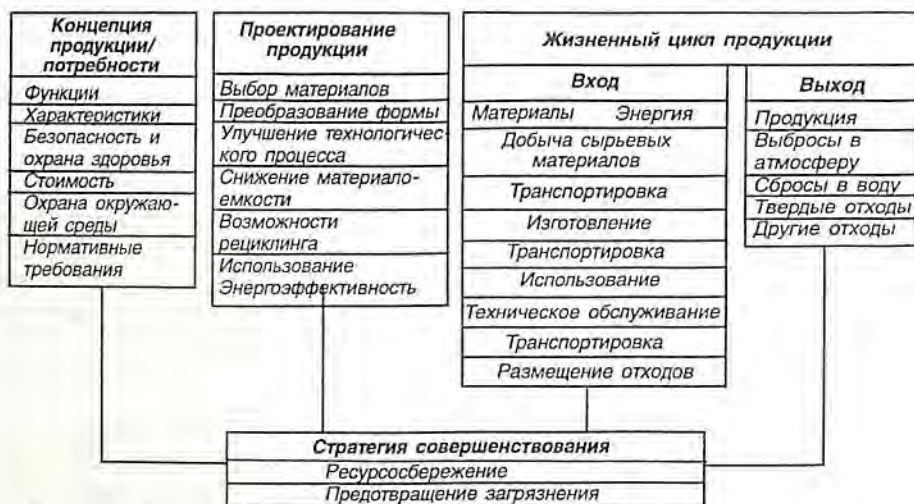 Концепция
продукции/
потребности
Функции
Характеристики
Безопасность и
охрана здоровья
Стоимость
Охрана окружаю-
щей среды
Нормативные
требования
Проектирование
продукции
Выбор материалов
Преобразование формы
Улучшение технологичес-
кого процесса
Снижение материало-
емкости
Возможности
рециклинга
Использование
Энергоэффективность
Жизненный цикл продукции
Вход
Материалы Энергия
Добыча сырьевых
материалов
Транспортировка
Изготовление
Транспортировка
Использование
Техническое обслуживание
Транспортировка
Размещение отходов
Выход
Продукция
Выбросы в
атмосферу
Сбросы в воду
Твердые отходы
Другие отходы
Стратегия совершенствования
Ресурсосбережение
Предотвращение загрязнения